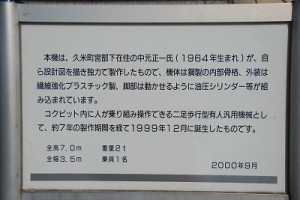 本機は、久米町宮部下在住の中元正一氏(1964年生まれ)が、自
ら設計図を描き独力で製作したもので、機体は鋼製の内部骨格、外装は
繊維強化プラスチック製、脚部は動かせるように油圧シリンダー等が組
み込まれています。
コクピット内に人が乗り組み操作できる二足歩行型有人汎用機械とし
て、約7年の製作期間を経て1999年12月に誕生したものです。
全高7.0m 重量2t
全幅3.5m 乗員1名
2000年9月